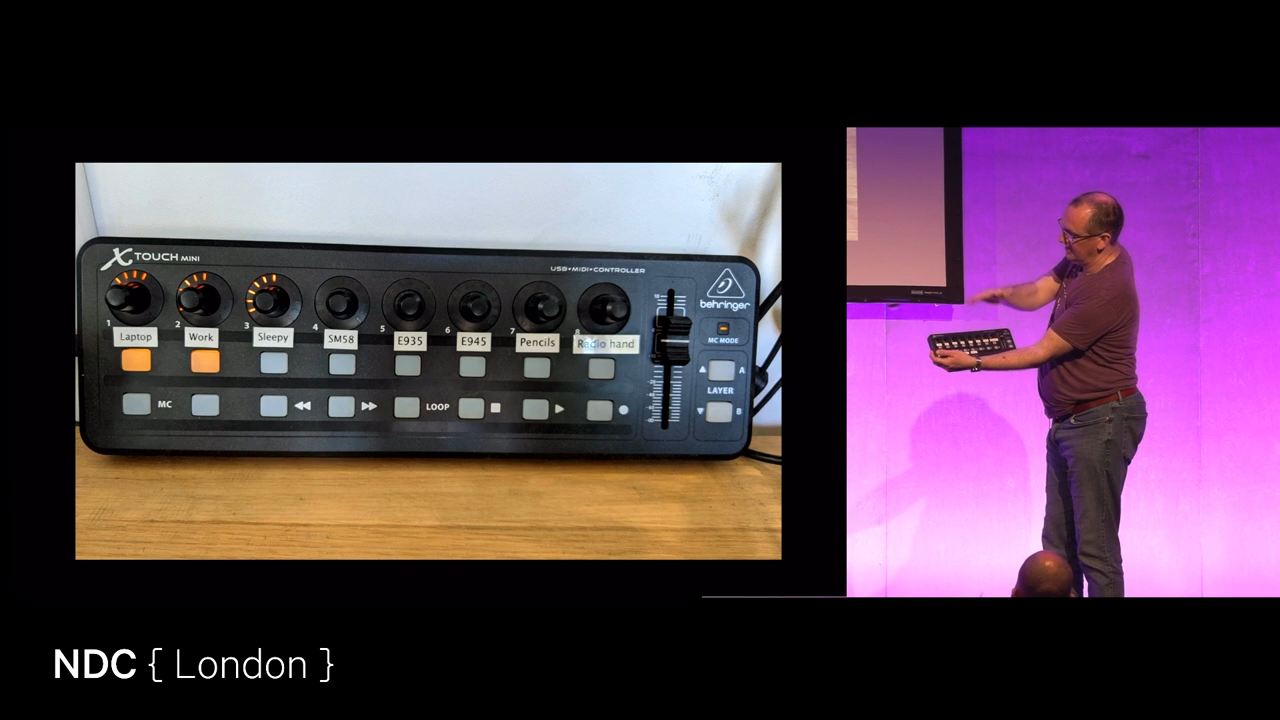 X TOUCH MINI
USB•MIDI•CONTROLLER
behringer
1 2 3 4 5 6 7 8
Laptop Work Sleepy SM58 E935 E945 Pencils Radio hand
MC MODE
A
LAYER
B
MC
LOOP
NDC { London }